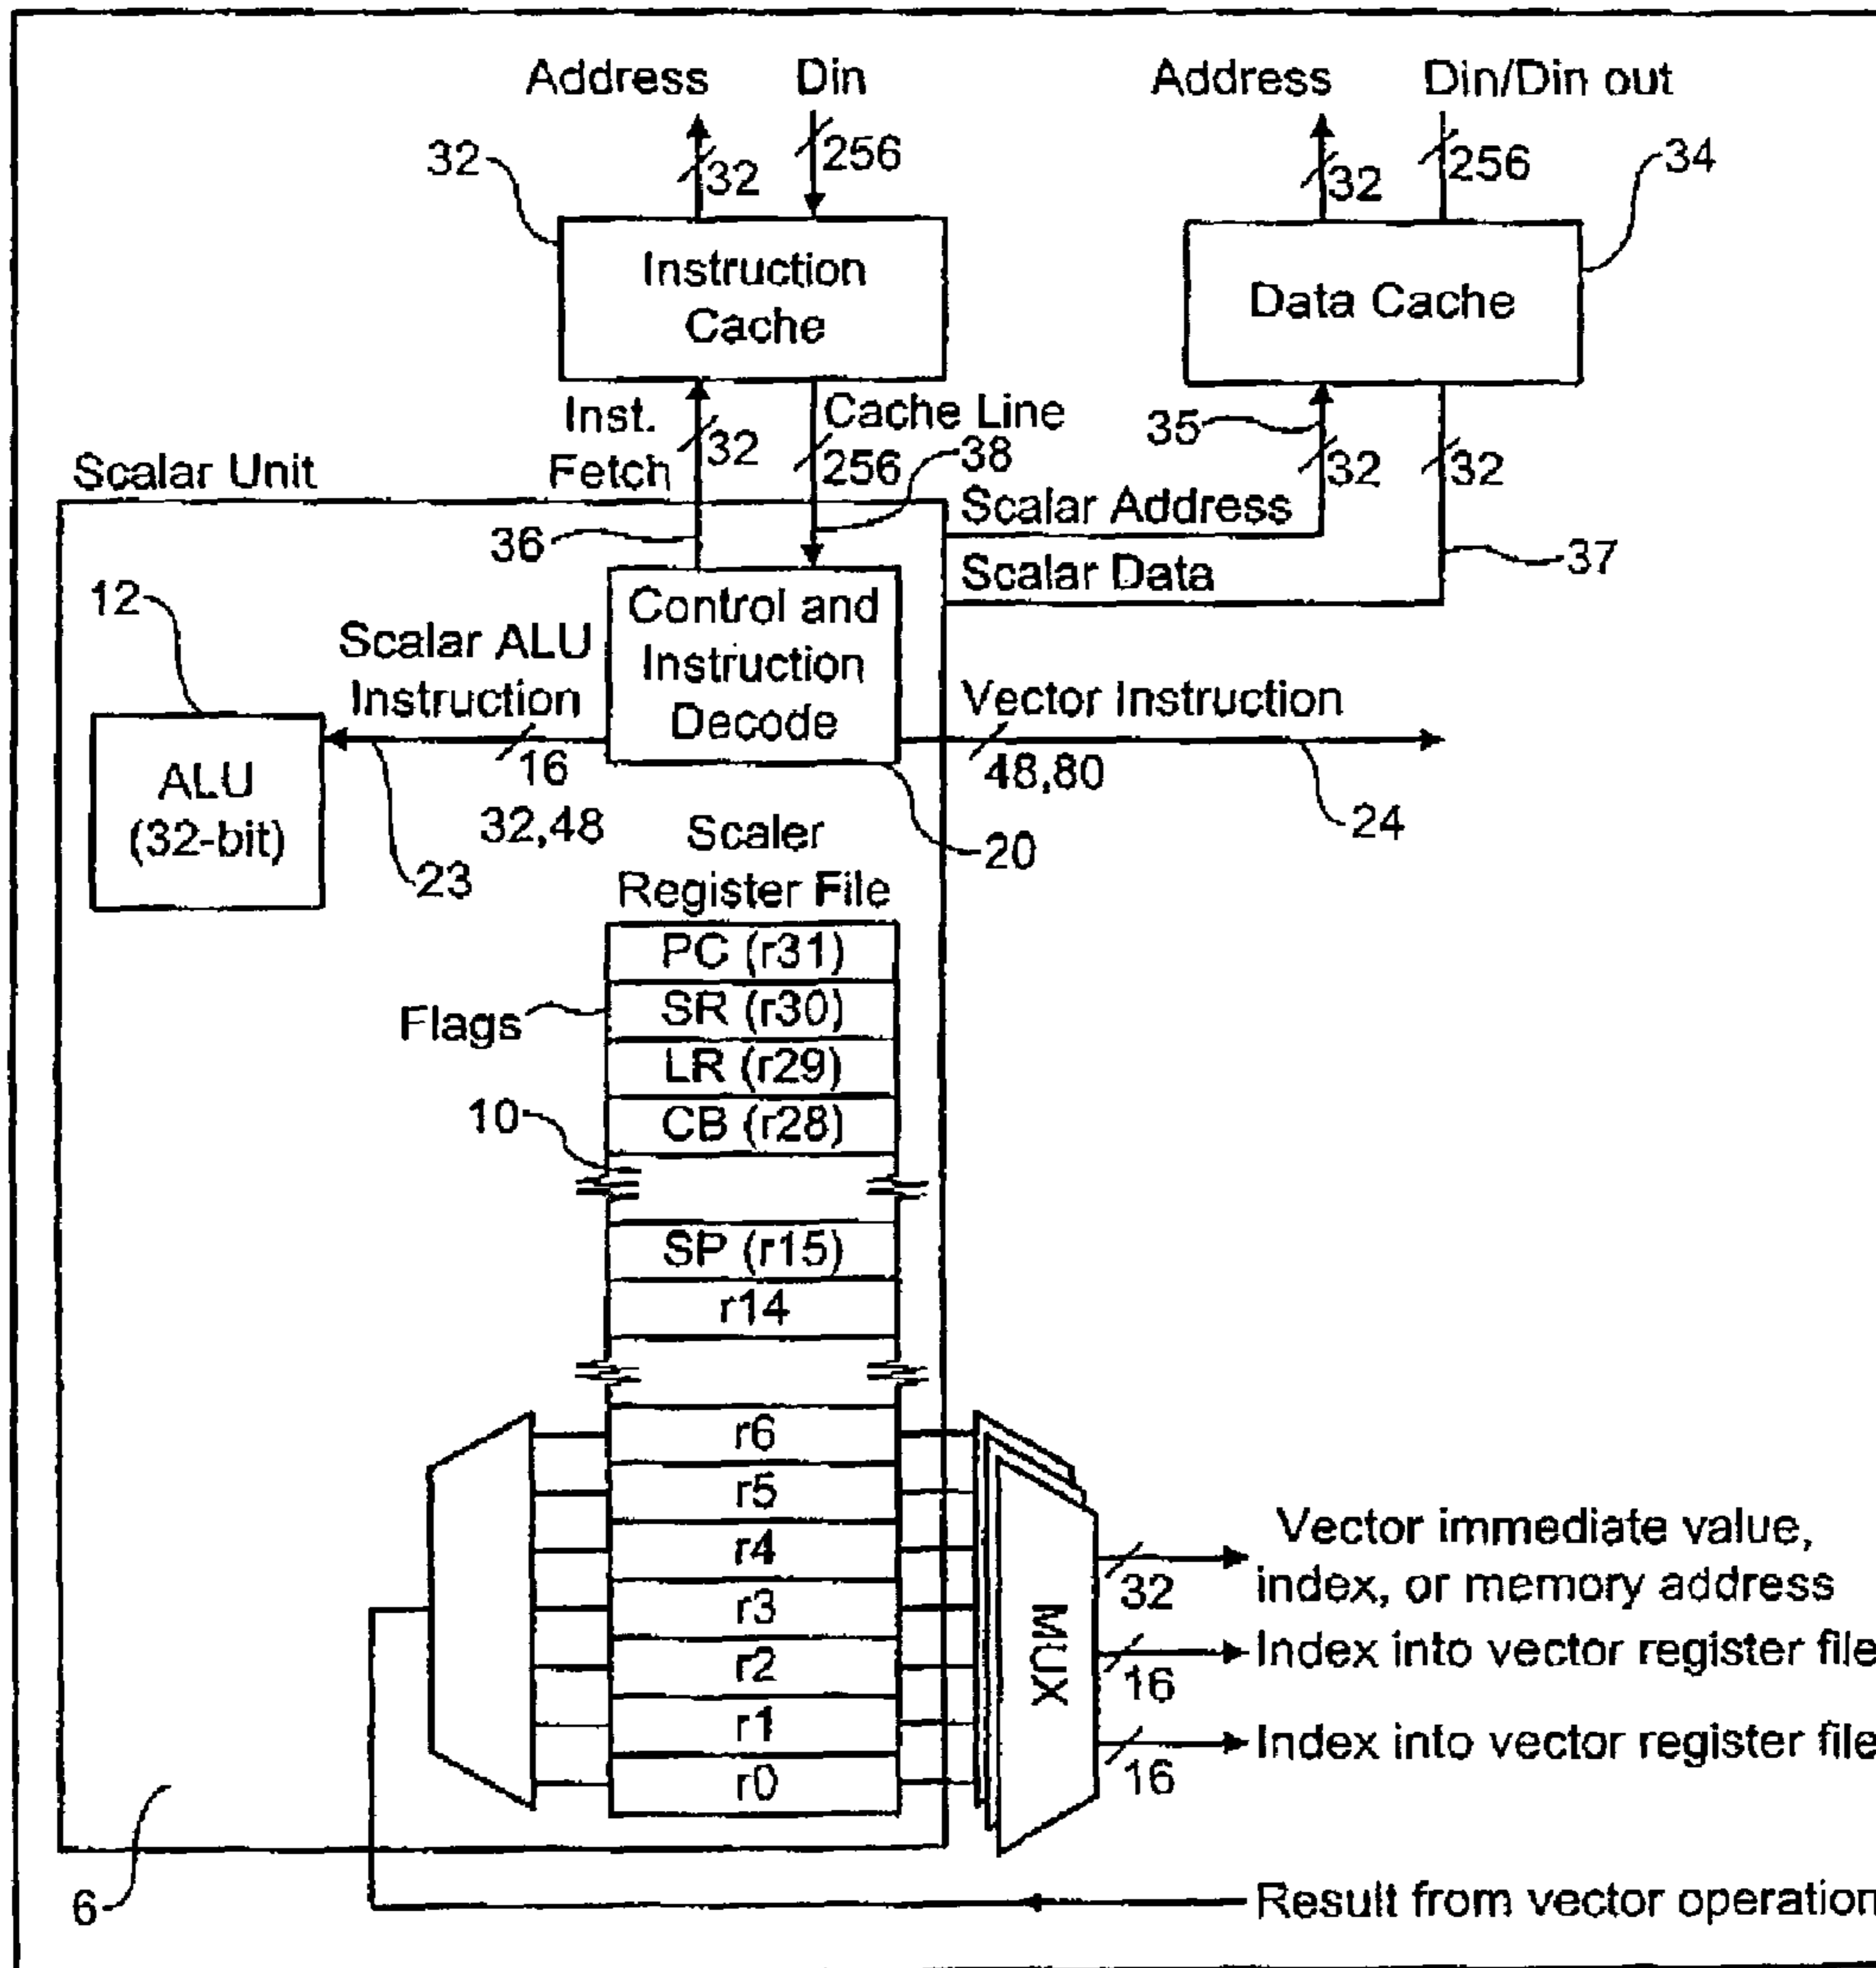 Address
Din
Address
Din/Din out
32
32
256
32
256
34
Instruction
Cache
Data Cache
Inst.
Fetch
32
Cache Line
256
38
35
32
32
Scalar Unit
36
Scalar Address
Scalar Data
37
12
Scalar ALU
Instruction
Control and
Instruction
Decode
Vector Instruction
16
32,48
48,80
24
ALU
(32-bit)
23
20
Scaler
Register File
PC (r31)
Flags
SR (r30)
LR (r29)
10
CB (r28)
SP (r15)
r14
r6
r5
r4
r3
r2
r1
r0
MUX
32
Vector immediate value,
index, or memory address
16
Index into vector register file
16
Index into vector register file
6
Result from vector operation